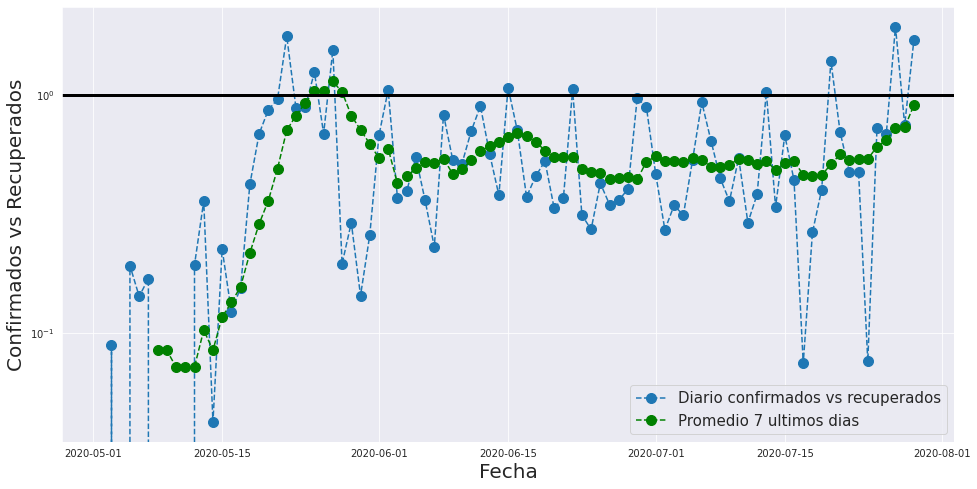 Confirmados vs Recuperados
10⁰
10⁻¹
Diario confirmados vs recuperados
Promedio 7 ultimos dias
2020-05-01 2020-05-15 2020-06-01 2020-06-15 2020-07-01 2020-07-15 2020-08-01
Fecha